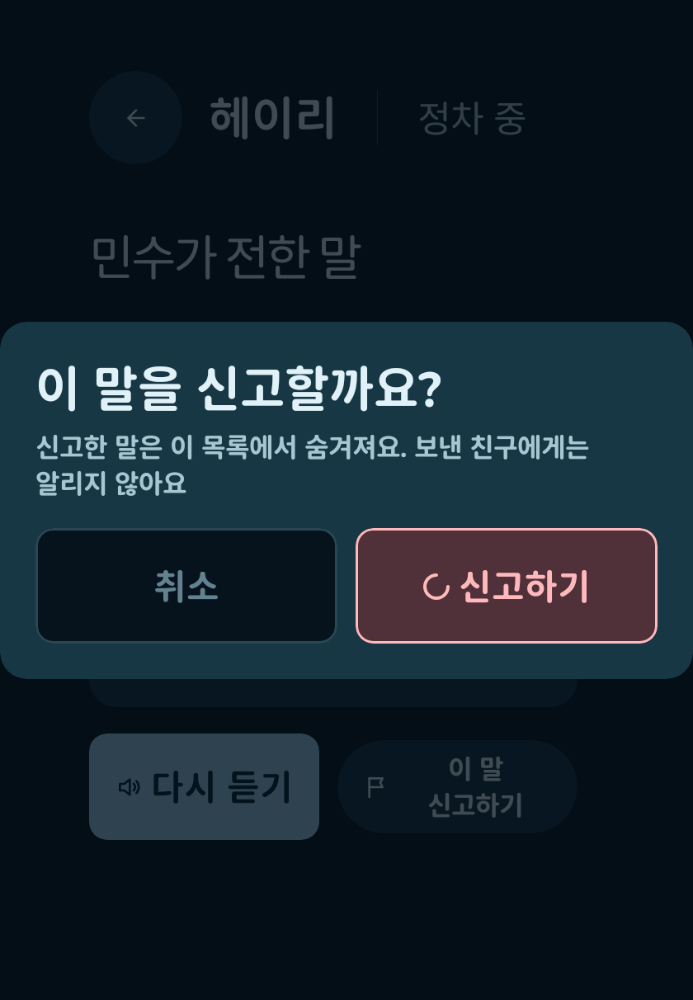 헤이리
정차 중
민수가 전한 말
이 말을 신고할까요?
신고한 말은 이 목록에서 숨겨져요. 보낸 친구에게는
알리지 않아요
취소
신고하기
다시 듣기
이 말
신고하기